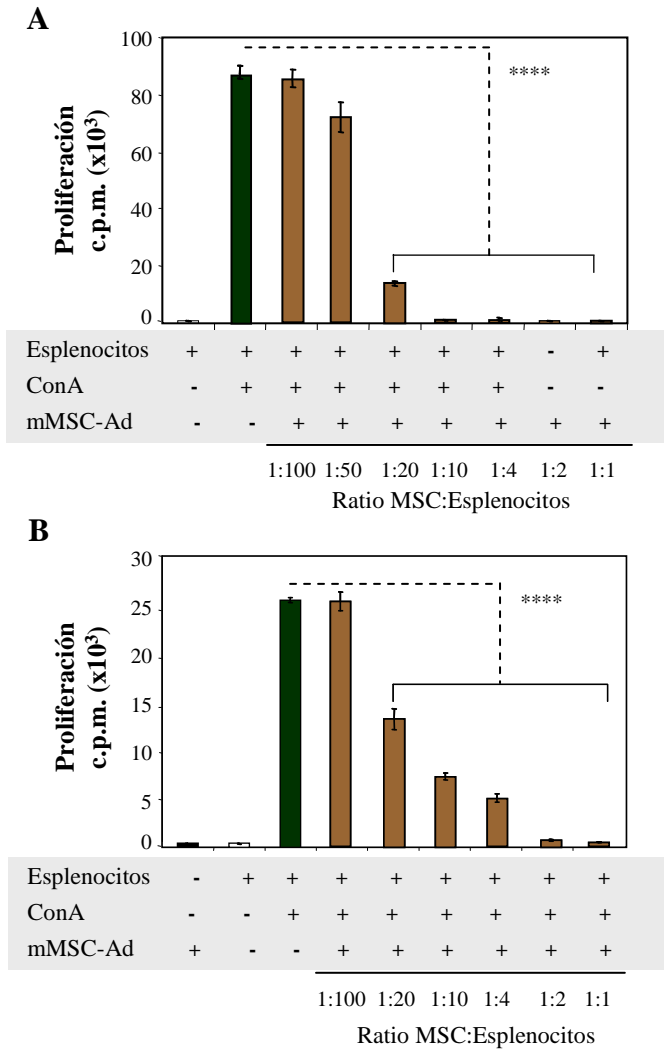 A
Proliferación
c.p.m. (x10³)
100
80
60
40
20
0
****
Esplenocitos + + + + + + + - +
ConA - + + + + + + - -
mMSC-Ad - - + + + + + + +
1:100 1:50 1:20 1:10 1:4 1:2 1:1
Ratio MSC:Esplenocitos
B
Proliferación
c.p.m. (x10³)
30
25
20
15
10
5
0
****
Esplenocitos - + + + + + + + +
ConA - - + + + + + + +
mMSC-Ad + - - + + + + + +
1:100 1:20 1:10 1:4 1:2 1:1
Ratio MSC:Esplenocitos